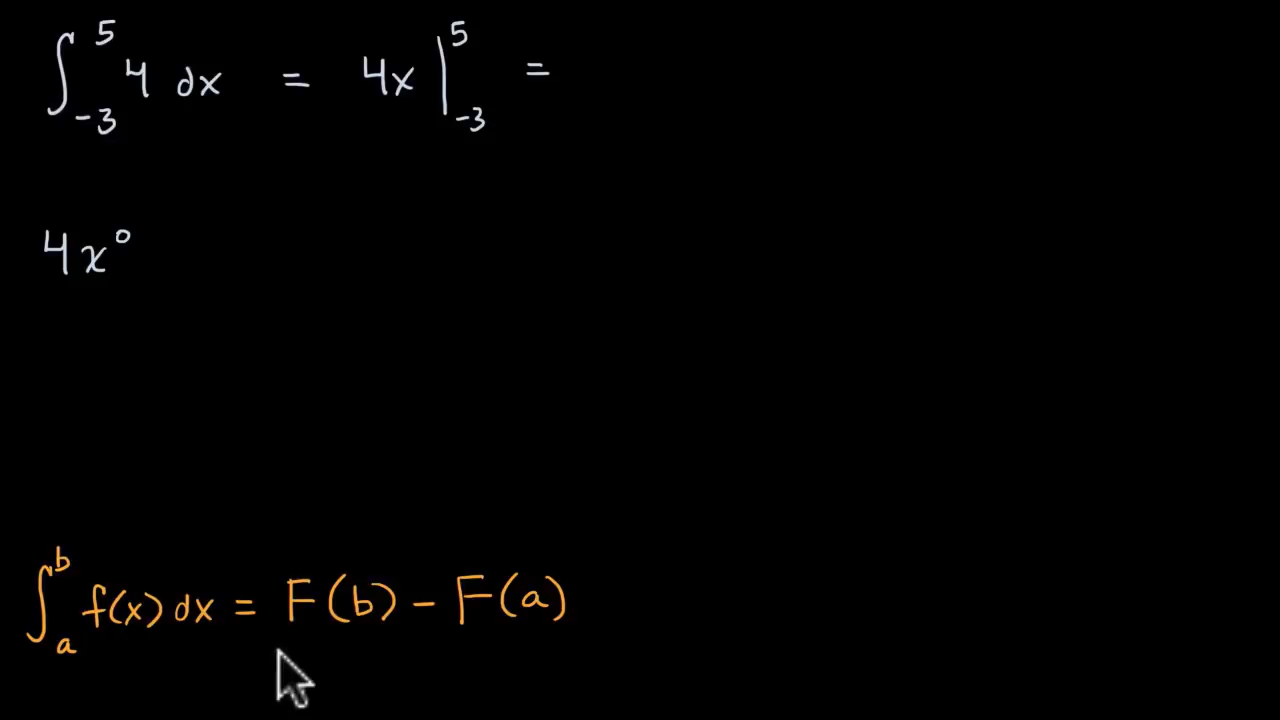 ∫₋₃⁵ 4 dx = 4x |₋₃⁵ =
4x⁰
∫ₐᵇ f(x) dx = F(b) - F(a)